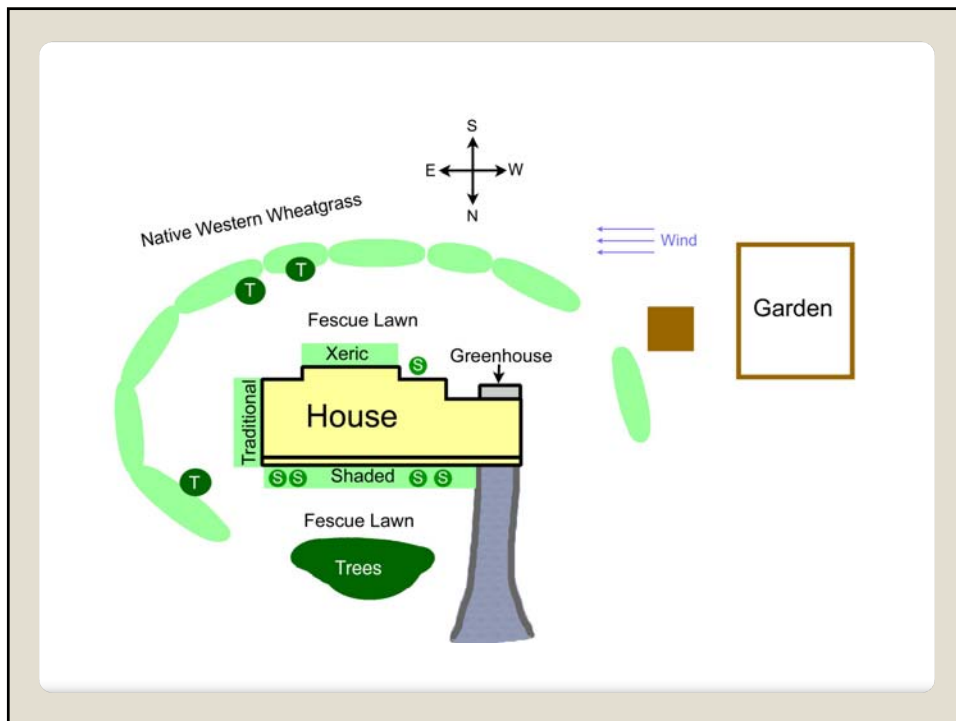 S
E W
N
Native Western Wheatgrass
Wind
T
T
Garden
Fescue Lawn
Xeric
S
Greenhouse
Traditional
House
S S Shaded S S
T
Fescue Lawn
Trees